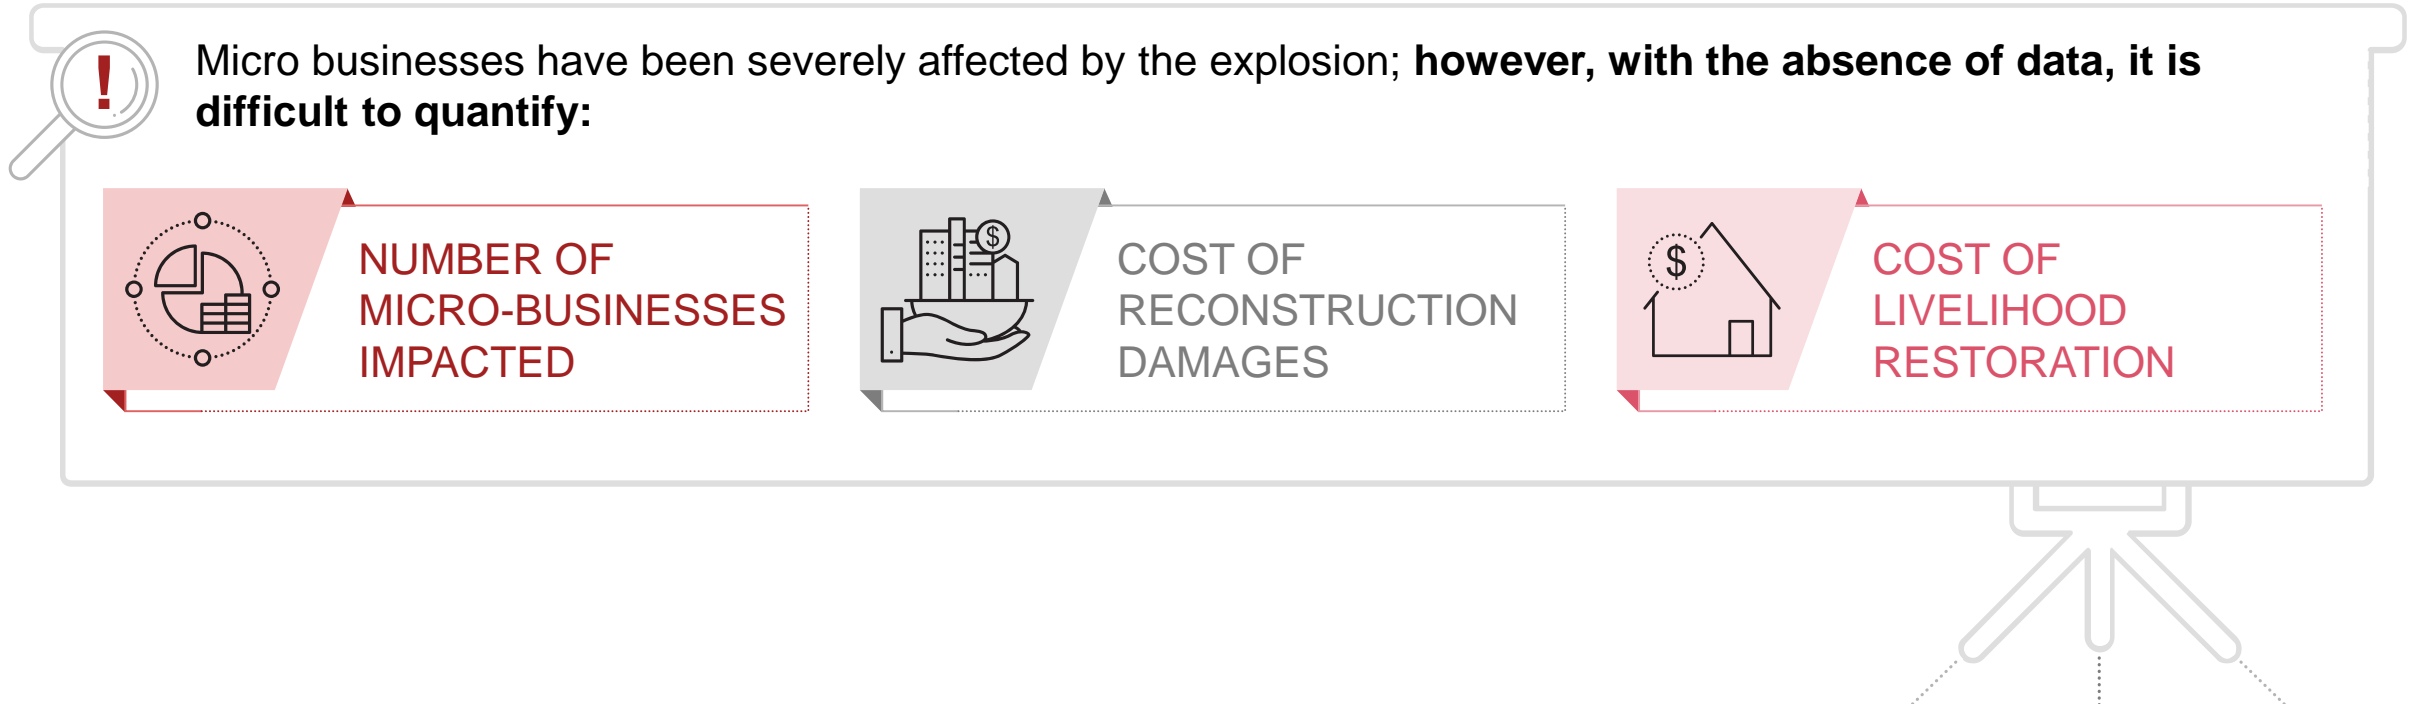 Micro businesses have been severely affected by the explosion; however, with the absence of data, it is
difficult to quantify:
!
NUMBER OF
MICRO-BUSINESSES
IMPACTED
$
COST OF
RECONSTRUCTION
DAMAGES
$
COST OF
LIVELIHOOD
RESTORATION